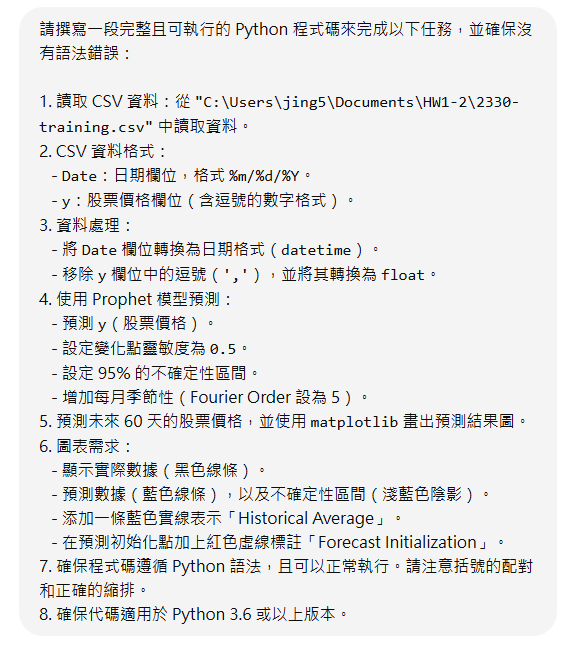 請撰寫一段完整且可執行的 Python 程式碼來完成以下任務，並確保沒
有語法錯誤：
1. 讀取 CSV 資料：從 "C:\Users\jing5\Documents\HW1-2\2330-
training.csv" 中讀取資料。
2. CSV 資料格式：
- Date：日期欄位，格式 %m/%d/%Y。
- y：股票價格欄位（含逗號的數字格式）。
3. 資料處理：
- 將 Date 欄位轉換為日期格式（datetime）。
- 移除 y 欄位中的逗號（','），並將其轉換為 float。
4. 使用 Prophet 模型預測：
- 預測 y（股票價格）。
- 設定變化點靈敏度為 0.5。
- 設定 95% 的不確定性區間。
- 增加每月季節性（Fourier Order 設為 5）。
5. 預測未來 60 天的股票價格，並使用 matplotlib 畫出預測結果圖。
6. 圖表需求：
- 顯示實際數據（黑色線條）。
- 預測數據（藍色線條），以及不確定性區間（淺藍色陰影）。
- 添加一條藍色實線表示「Historical Average」。
- 在預測初始化點加上紅色虛線標註「Forecast Initialization」。
7. 確保程式碼遵循 Python 語法，且可以正常執行。請注意括號的配對
和正確的縮排。
8. 確保代碼適用於 Python 3.6 或以上版本。